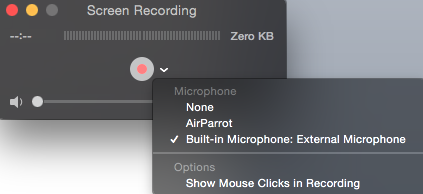 Screen Recording
--:-- Zero KB
Microphone
None
AirParrot
✓ Built-in Microphone: External Microphone
Options
Show Mouse Clicks in Recording